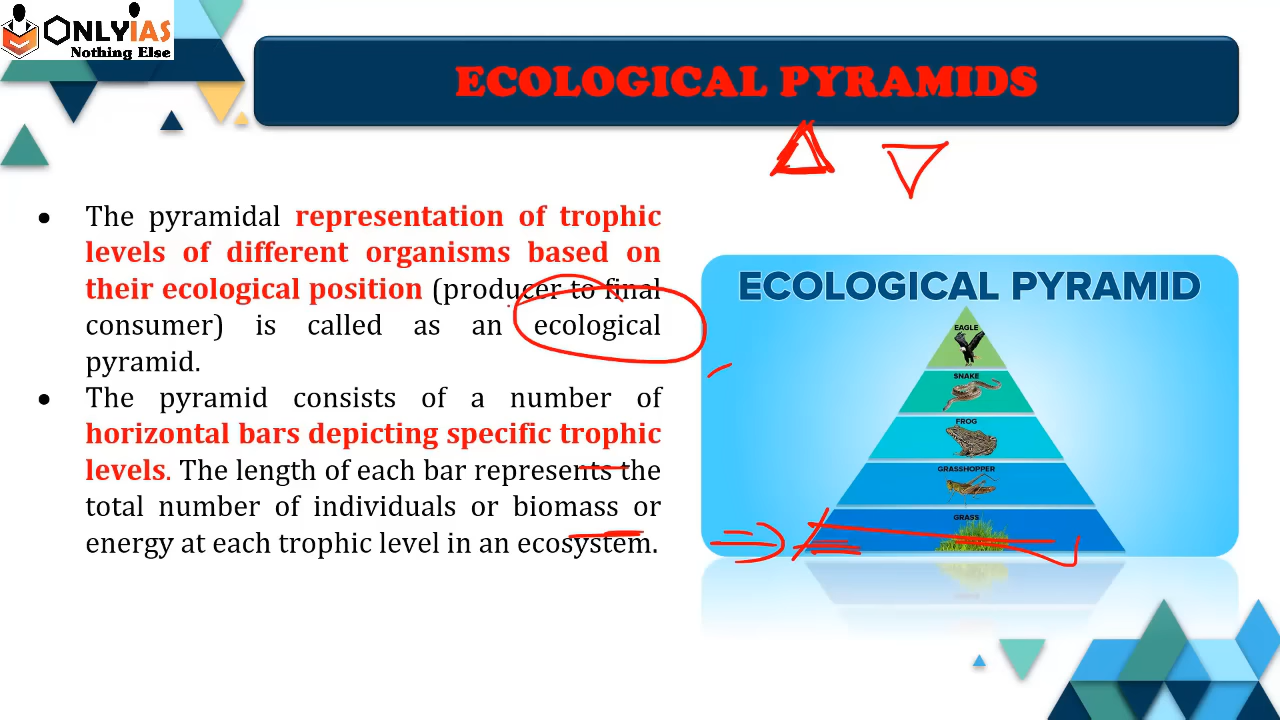 ONLYIAS
Nothing Else
ECOLOGICAL PYRAMIDS
● The pyramidal representation of trophic
levels of different organisms based on
their ecological position (producer to final
consumer) is called as an ecological
pyramid.
● The pyramid consists of a number of
horizontal bars depicting specific trophic
levels. The length of each bar represents the
total number of individuals or biomass or
energy at each trophic level in an ecosystem.
ECOLOGICAL PYRAMID
EAGLE
SNAKE
FROG
GRASSHOPPER
GRASS